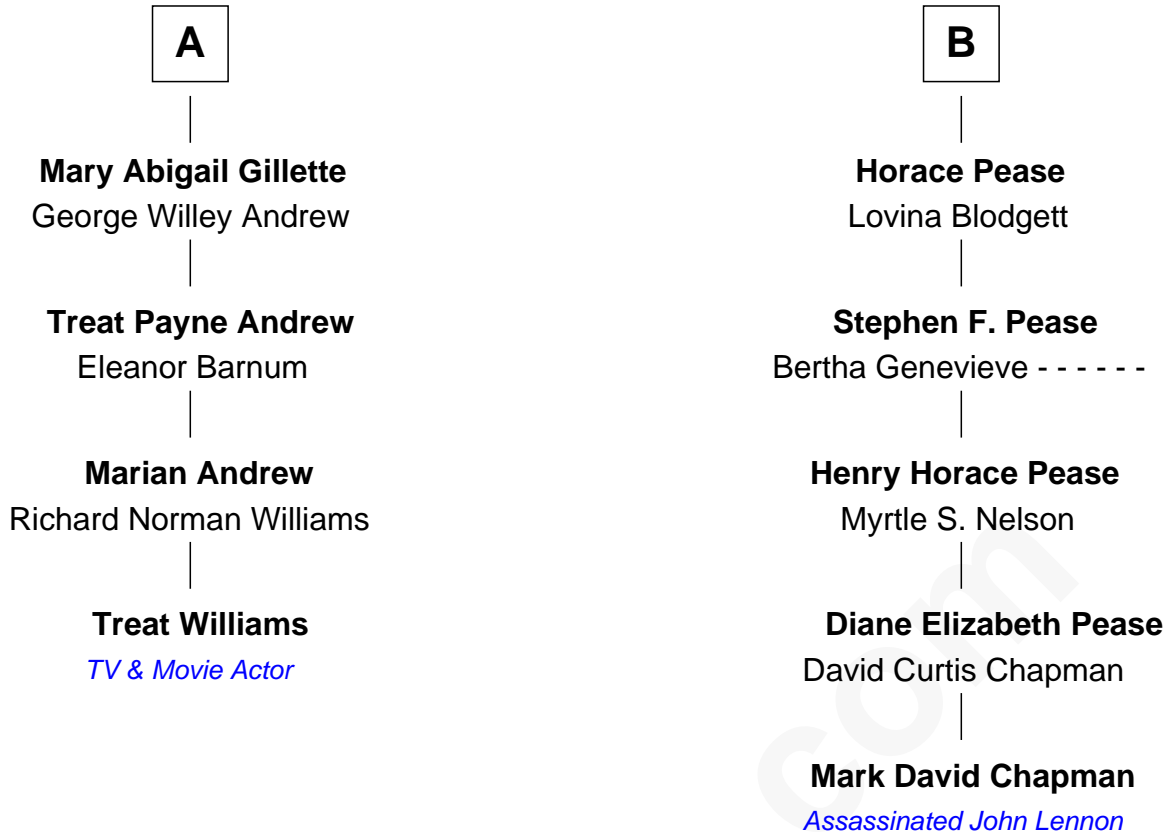 A
Mary Abigail Gillette
George Willey Andrew
Treat Payne Andrew
Eleanor Barnum
Marian Andrew
Richard Norman Williams
Treat Williams
TV & Movie Actor
B
Horace Pease
Lovina Blodgett
Stephen F. Pease
Bertha Genevieve - - - - - -
Henry Horace Pease
Myrtle S. Nelson
Diane Elizabeth Pease
David Curtis Chapman
Mark David Chapman
Assassinated John Lennon
com